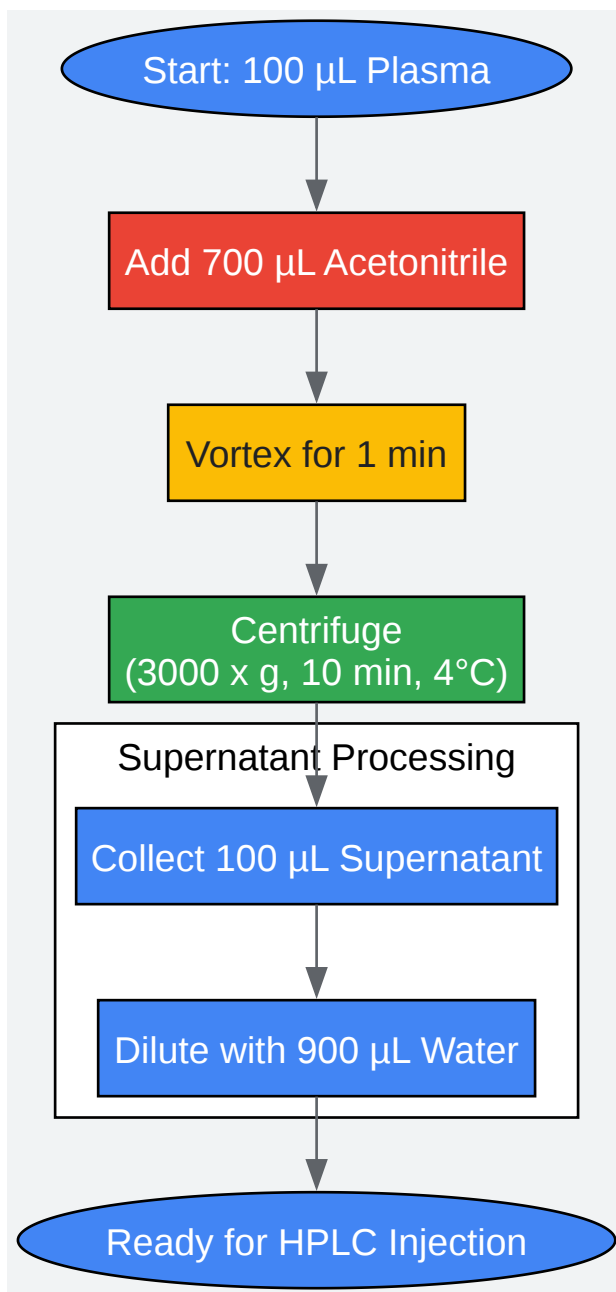 Start: 100 µL Plasma
Add 700 µL Acetonitrile
Vortex for 1 min
Centrifuge
(3000 x g, 10 min, 4°C)
Supernatant Processing
Collect 100 µL Supernatant
Dilute with 900 µL Water
Ready for HPLC Injection